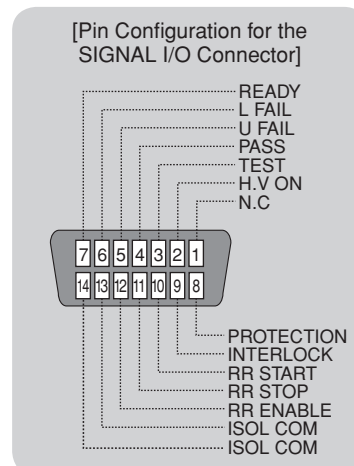 [Pin Configuration for the
SIGNAL I/O Connector]
READY
L FAIL
U FAIL
PASS
TEST
H.V ON
N.C
7 6 5 4 3 2 1
14 13 12 11 10 9 8
PROTECTION
INTERLOCK
RR START
RR STOP
RR ENABLE
ISOL COM
ISOL COM